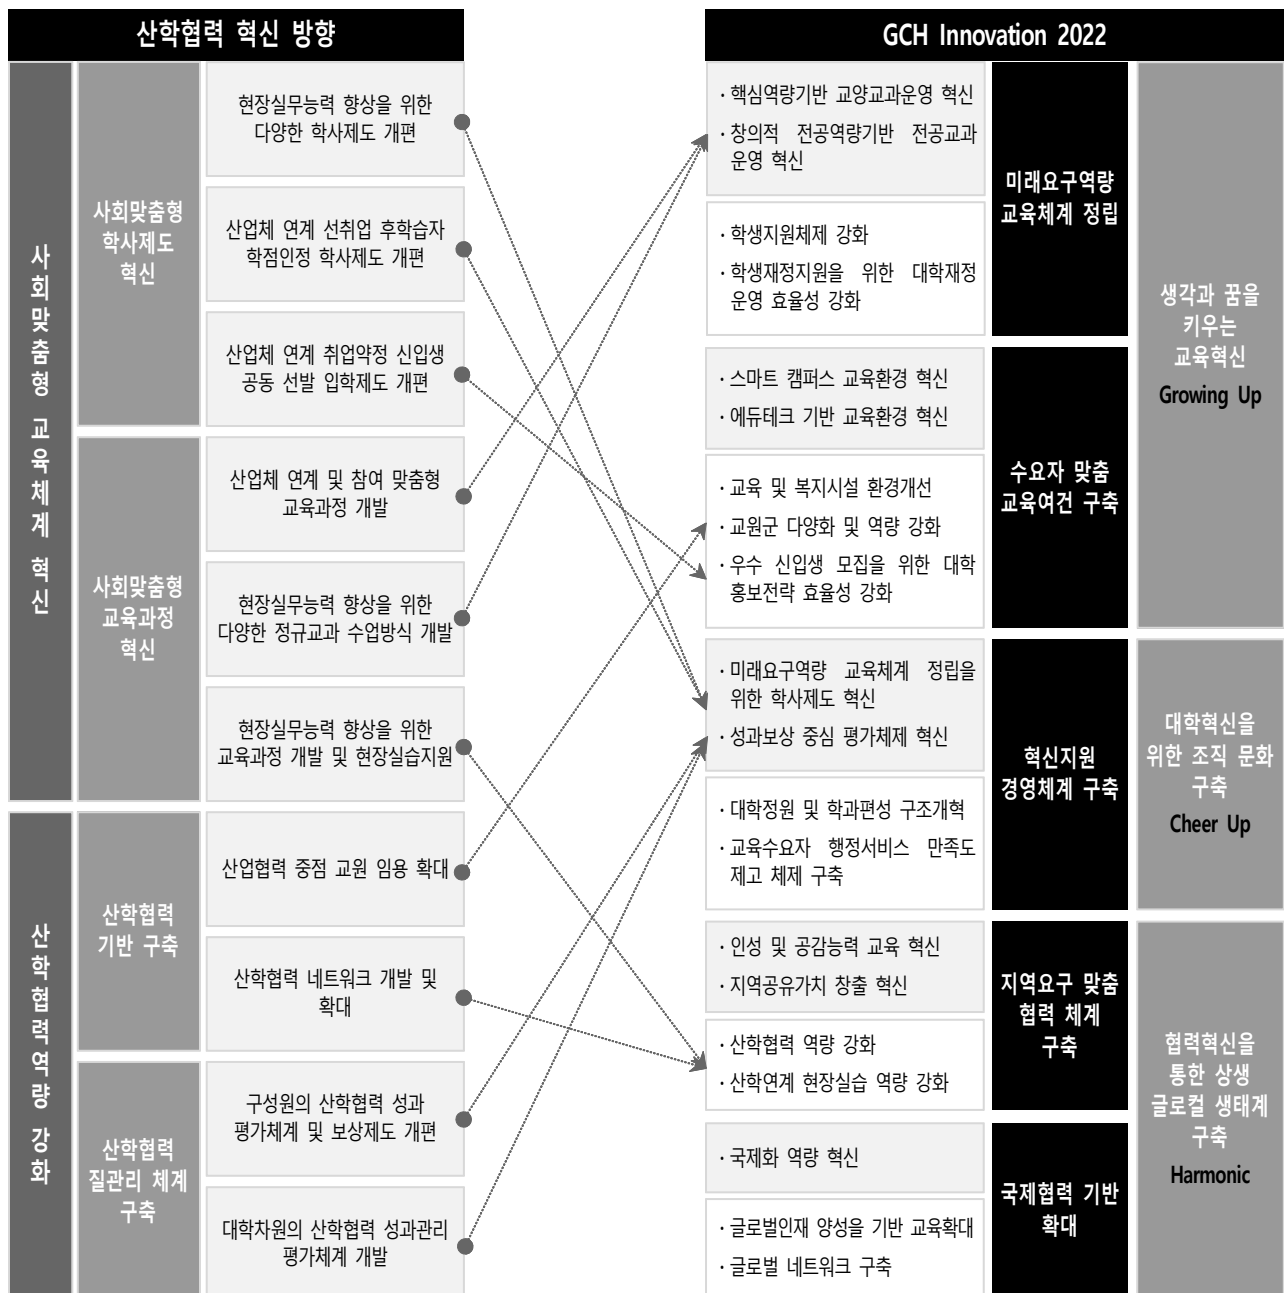 산학협력 혁신 방향
사회맞춤형 교육체계 혁신
사회맞춤형
학사제도
혁신
현장실무능력 향상을 위한
다양한 학사제도 개편
산업체 연계 선취업 후학습자
학점인정 학사제도 개편
산업체 연계 취업약정 신입생
공동 선발 입학제도 개편
사회맞춤형
교육과정
혁신
산업체 연계 및 참여 맞춤형
교육과정 개발
현장실무능력 향상을 위한
다양한 정규교과 수업방식 개발
현장실무능력 향상을 위한
교육과정 개발 및 현장실습지원
산학협력역량 강화
산학협력
기반 구축
산업협력 중점 교원 임용 확대
산학협력 네트워크 개발 및
확대
산학협력
질관리 체계
구축
구성원의 산학협력 성과
평가체계 및 보상제도 개편
대학차원의 산학협력 성과관리
평가체계 개발
GCH Innovation 2022
· 핵심역량기반 교양교과운영 혁신
· 창의적 전공역량기반 전공교과
운영 혁신
· 학생지원체제 강화
· 학생재정지원을 위한 대학재정
운영 효율성 강화
미래요구역량
교육체계 정립
· 스마트 캠퍼스 교육환경 혁신
· 에듀테크 기반 교육환경 혁신
· 교육 및 복지시설 환경개선
· 교원군 다양화 및 역량 강화
· 우수 신입생 모집을 위한 대학
홍보전략 효율성 강화
수요자 맞춤
교육여건 구축
생각과 꿈을
키우는
교육혁신
Growing Up
· 미래요구역량 교육체계 정립을
위한 학사제도 혁신
· 성과보상 중심 평가체제 혁신
· 대학정원 및 학과편성 구조개혁
· 교육수요자 행정서비스 만족도
제고 체제 구축
혁신지원
경영체계 구축
대학혁신을
위한 조직 문화
구축
Cheer Up
· 인성 및 공감능력 교육 혁신
· 지역공유가치 창출 혁신
· 산학협력 역량 강화
· 산학연계 현장실습 역량 강화
지역요구 맞춤
협력 체계
구축
· 국제화 역량 혁신
· 글로벌인재 양성을 기반 교육확대
· 글로벌 네트워크 구축
국제협력 기반
확대
협력혁신을
통한 상생
글로컬 생태계
구축
Harmonic